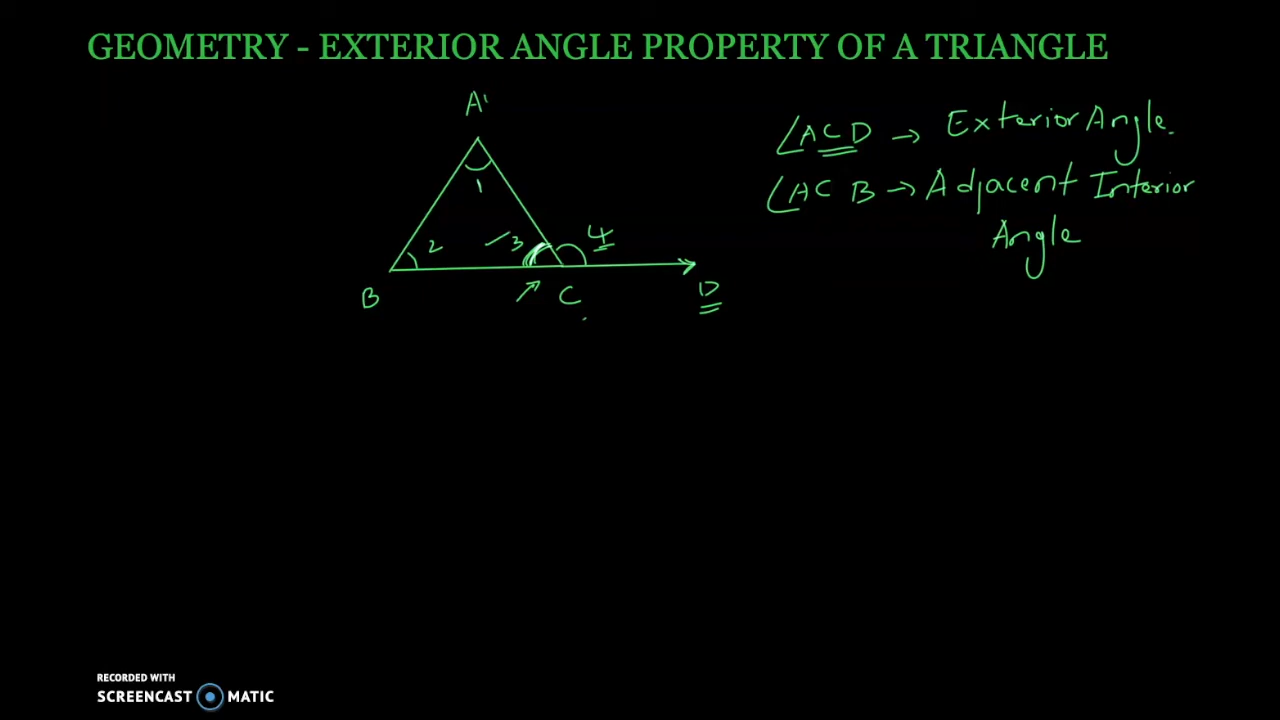 GEOMETRY - EXTERIOR ANGLE PROPERTY OF A TRIANGLE
A
∠ACD → Exterior Angle.
∠ACB → Adjacent Interior
Angle
1
2
3
4
B
C
D
RECORDED WITH
SCREENCAST MATIC